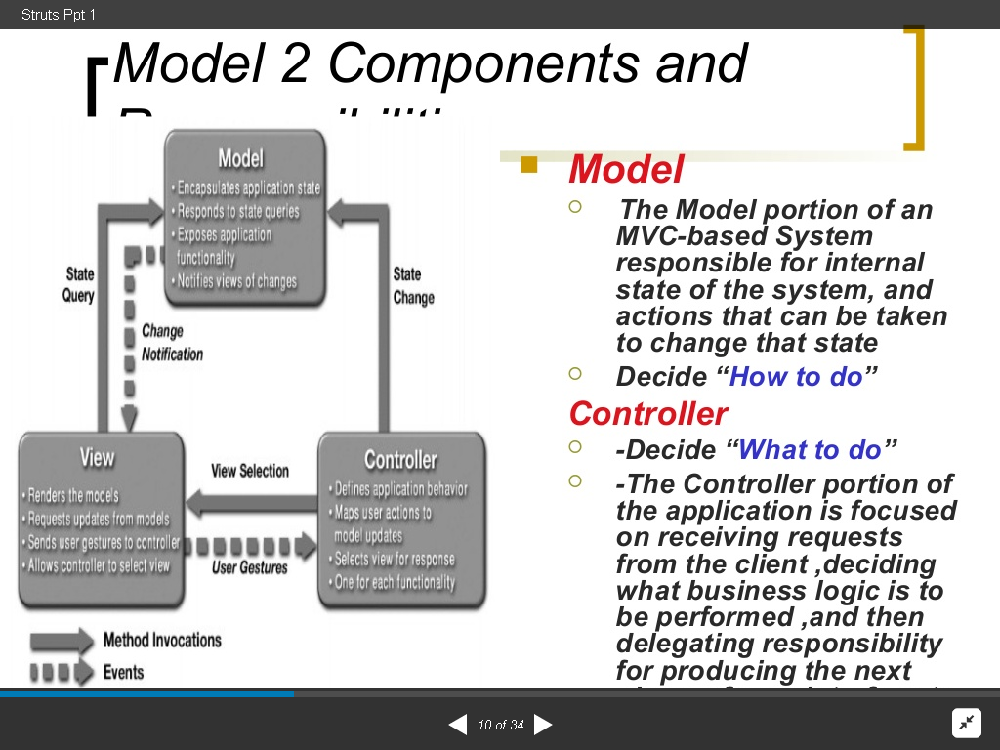 Struts Ppt 1
Model 2 Components and
Model
• Encapsulates application state
• Responds to state queries
• Exposes application
functionality
• Notifies views of changes
State
Query
State
Change
Change
Notification
View
• Renders the models
• Requests updates from models
• Sends user gestures to controller
• Allows controller to select view
View Selection
User Gestures
Controller
• Defines application behavior
• Maps user actions to
model updates
• Selects view for response
• One for each functionality
Method Invocations
Events
Model
The Model portion of an
MVC-based System
responsible for internal
state of the system, and
actions that can be taken
to change that state
Decide “How to do”
Controller
-Decide “What to do”
-The Controller portion of
the application is focused
on receiving requests
from the client ,deciding
what business logic is to
be performed ,and then
delegating responsibility
for producing the next
10 of 34